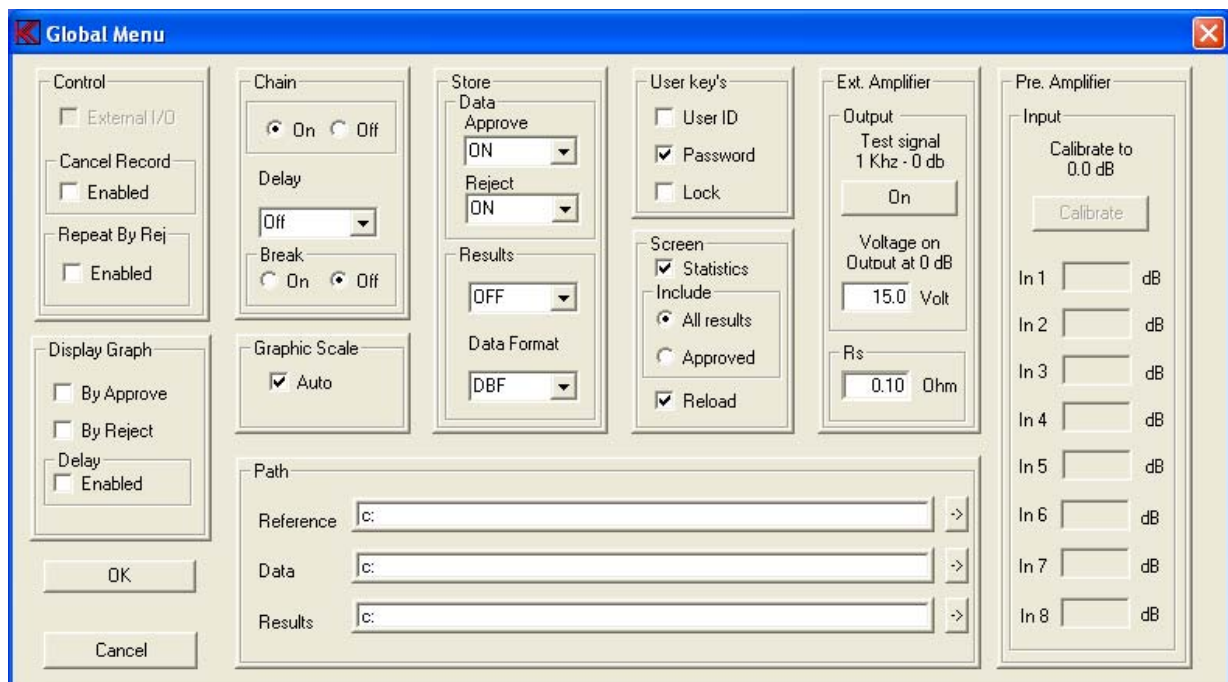 Global Menu
Control
External I/O
Cancel Record
Enabled
Repeat By Rej
Enabled
Display Graph
By Approve
By Reject
Delay
Enabled
OK
Cancel
Chain
On Off
Delay
Off
Break
On Off
Graphic Scale
Auto
Store
Data
Approve
ON
Reject
ON
Results
OFF
Data Format
DBF
User key's
User ID
Password
Lock
Screen
Statistics
Include
All results
Approved
Reload
Ext. Amplifier
Output
Test signal
1 Khz - 0 db
On
Voltage on
Output at 0 dB
15.0 Volt
Rs
0.10 Ohm
Path
Reference c: ->
Data c: ->
Results c: ->
Pre. Amplifier
Input
Calibrate to
0.0 dB
Calibrate
In 1 dB
In 2 dB
In 3 dB
In 4 dB
In 5 dB
In 6 dB
In 7 dB
In 8 dB